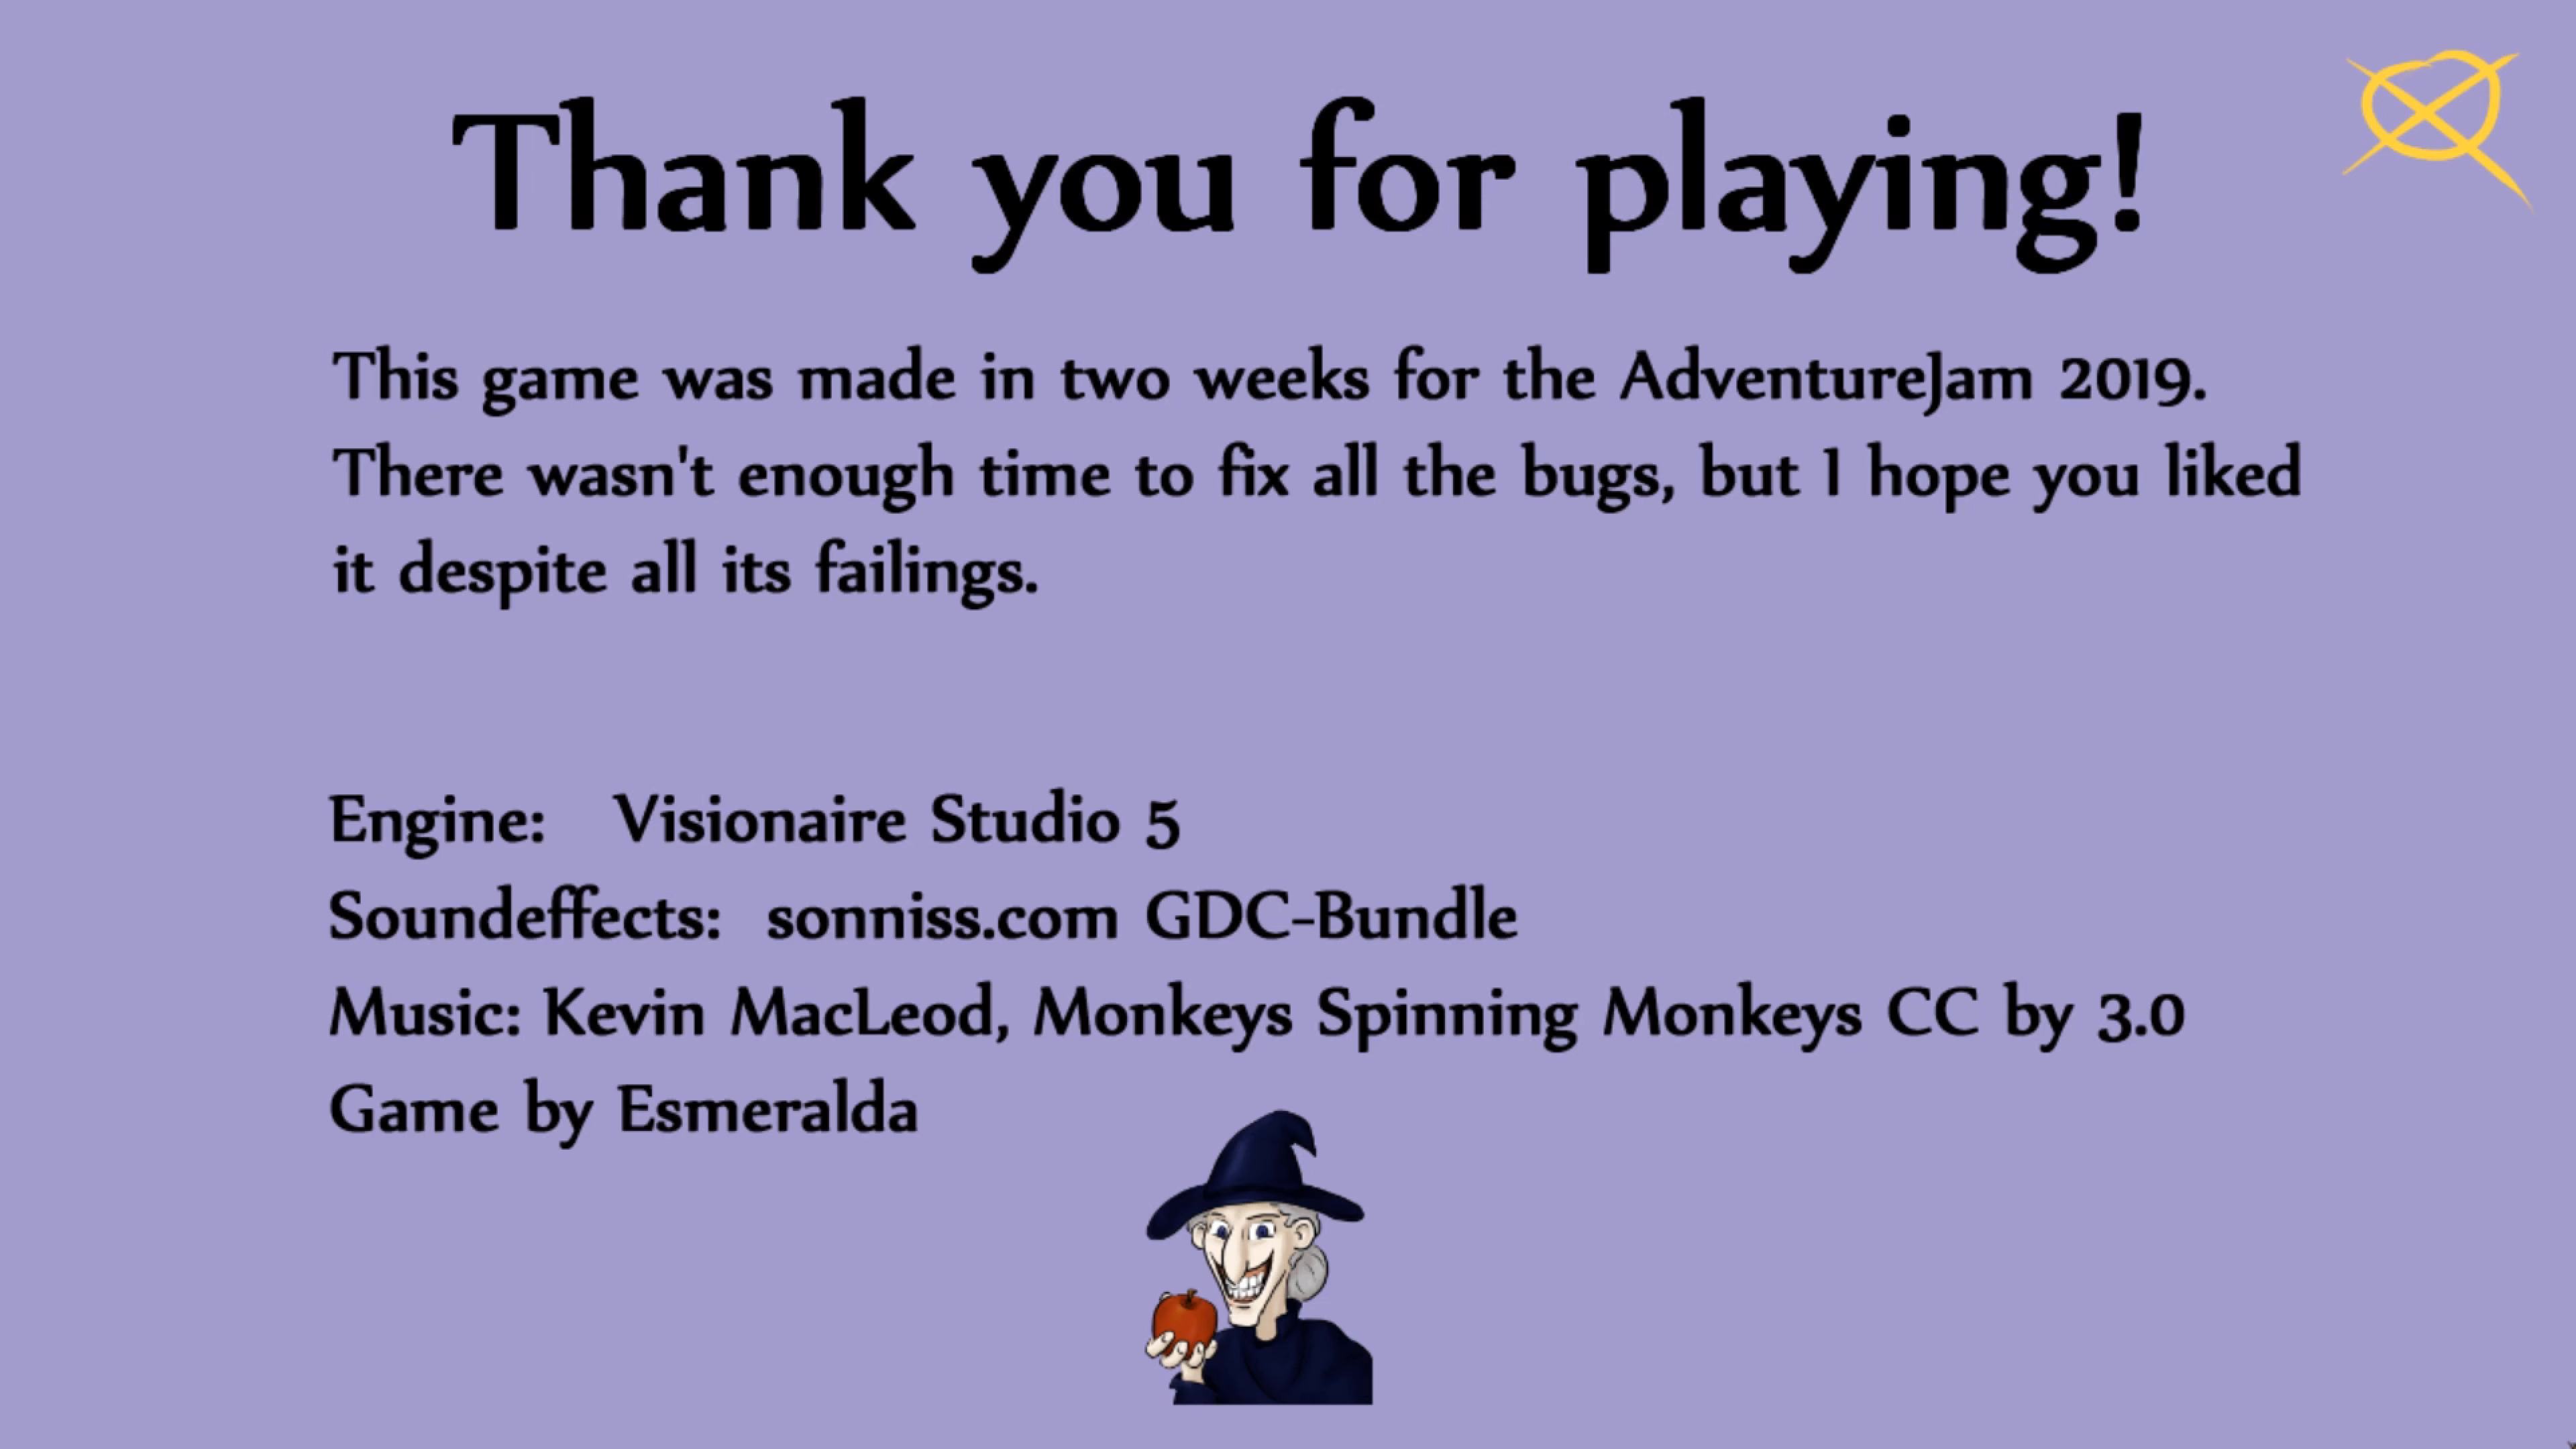 Thank you for playing!
This game was made in two weeks for the AdventureJam 2019.
There wasn't enough time to fix all the bugs, but I hope you liked
it despite all its failings.
Engine: Visionaire Studio 5
Soundeffects: sonniss.com GDC-Bundle
Music: Kevin MacLeod, Monkeys Spinning Monkeys CC by 3.0
Game by Esmeralda